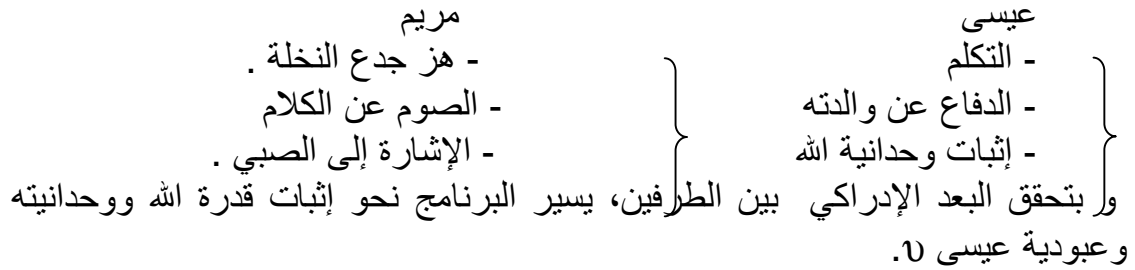 عيسى مريم
- التكلم - هز جدع النخلة .
- الدفاع عن والدته - الصوم عن الكلام
- إثبات وحدانية الله - الإشارة إلى الصبي .
و بتحقق البعد الإدراكي بين الطرفين، يسير البرنامج نحو إثبات قدرة الله ووحدانيته
وعبودية عيسى υ.